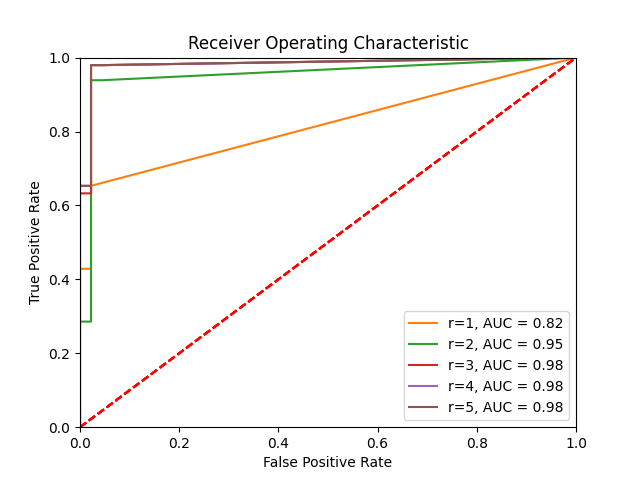 Receiver Operating Characteristic
1.0
0.8
0.6
0.4
0.2
0.0
True Positive Rate
r=1, AUC = 0.82
r=2, AUC = 0.95
r=3, AUC = 0.98
r=4, AUC = 0.98
r=5, AUC = 0.98
0.0 0.2 0.4 0.6 0.8 1.0
False Positive Rate